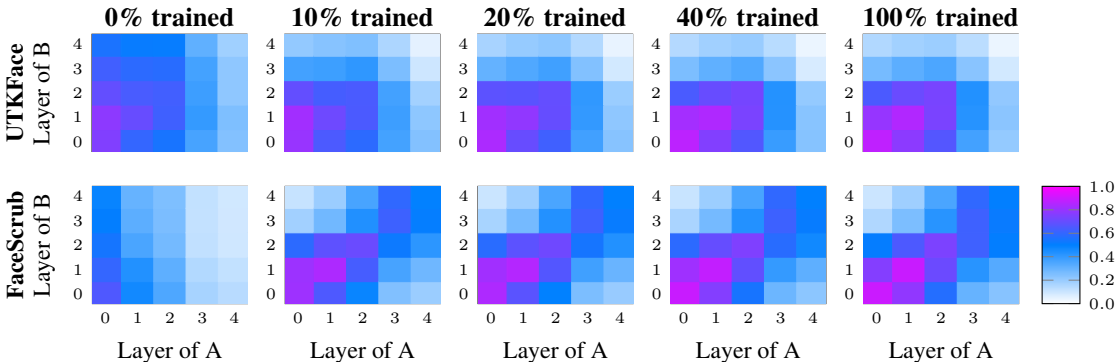 0% trained 10% trained 20% trained 40% trained 100% trained
UTKFace
Layer of B
4 4 4 4 4
3 3 3 3 3
2 2 2 2 2
1 1 1 1 1
0 0 0 0 0
FaceScrub
Layer of B
4 4 4 4 4
3 3 3 3 3
2 2 2 2 2
1 1 1 1 1
0 0 0 0 0
1.0
0.8
0.6
0.4
0.2
0.0
0 1 2 3 4 0 1 2 3 4 0 1 2 3 4 0 1 2 3 4 0 1 2 3 4
Layer of A Layer of A Layer of A Layer of A Layer of A